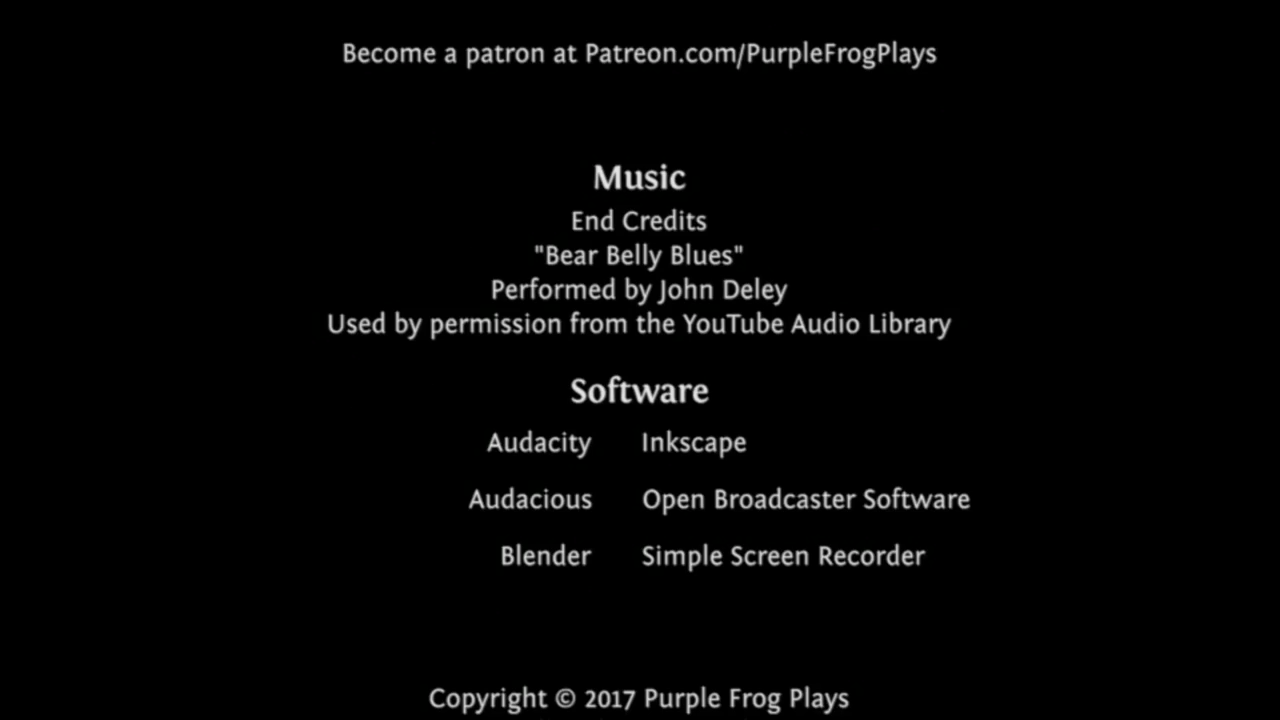 Become a patron at Patreon.com/PurpleFrogPlays
Music
End Credits
"Bear Belly Blues"
Performed by John Deley
Used by permission from the YouTube Audio Library
Software
Audacity Inkscape
Audacious Open Broadcaster Software
Blender Simple Screen Recorder
Copyright © 2017 Purple Frog Plays